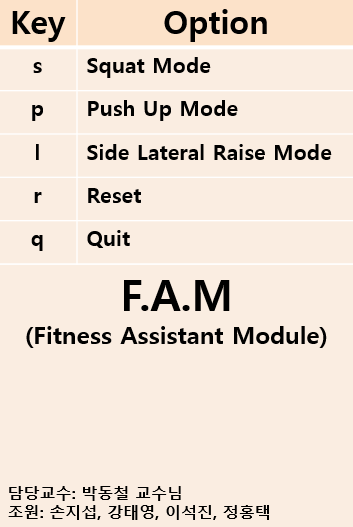 Key Option
s Squat Mode
p Push Up Mode
l Side Lateral Raise Mode
r Reset
q Quit
F.A.M
(Fitness Assistant Module)
담당교수: 박동철 교수님
조원: 손지섭, 강태영, 이석진, 정홍택